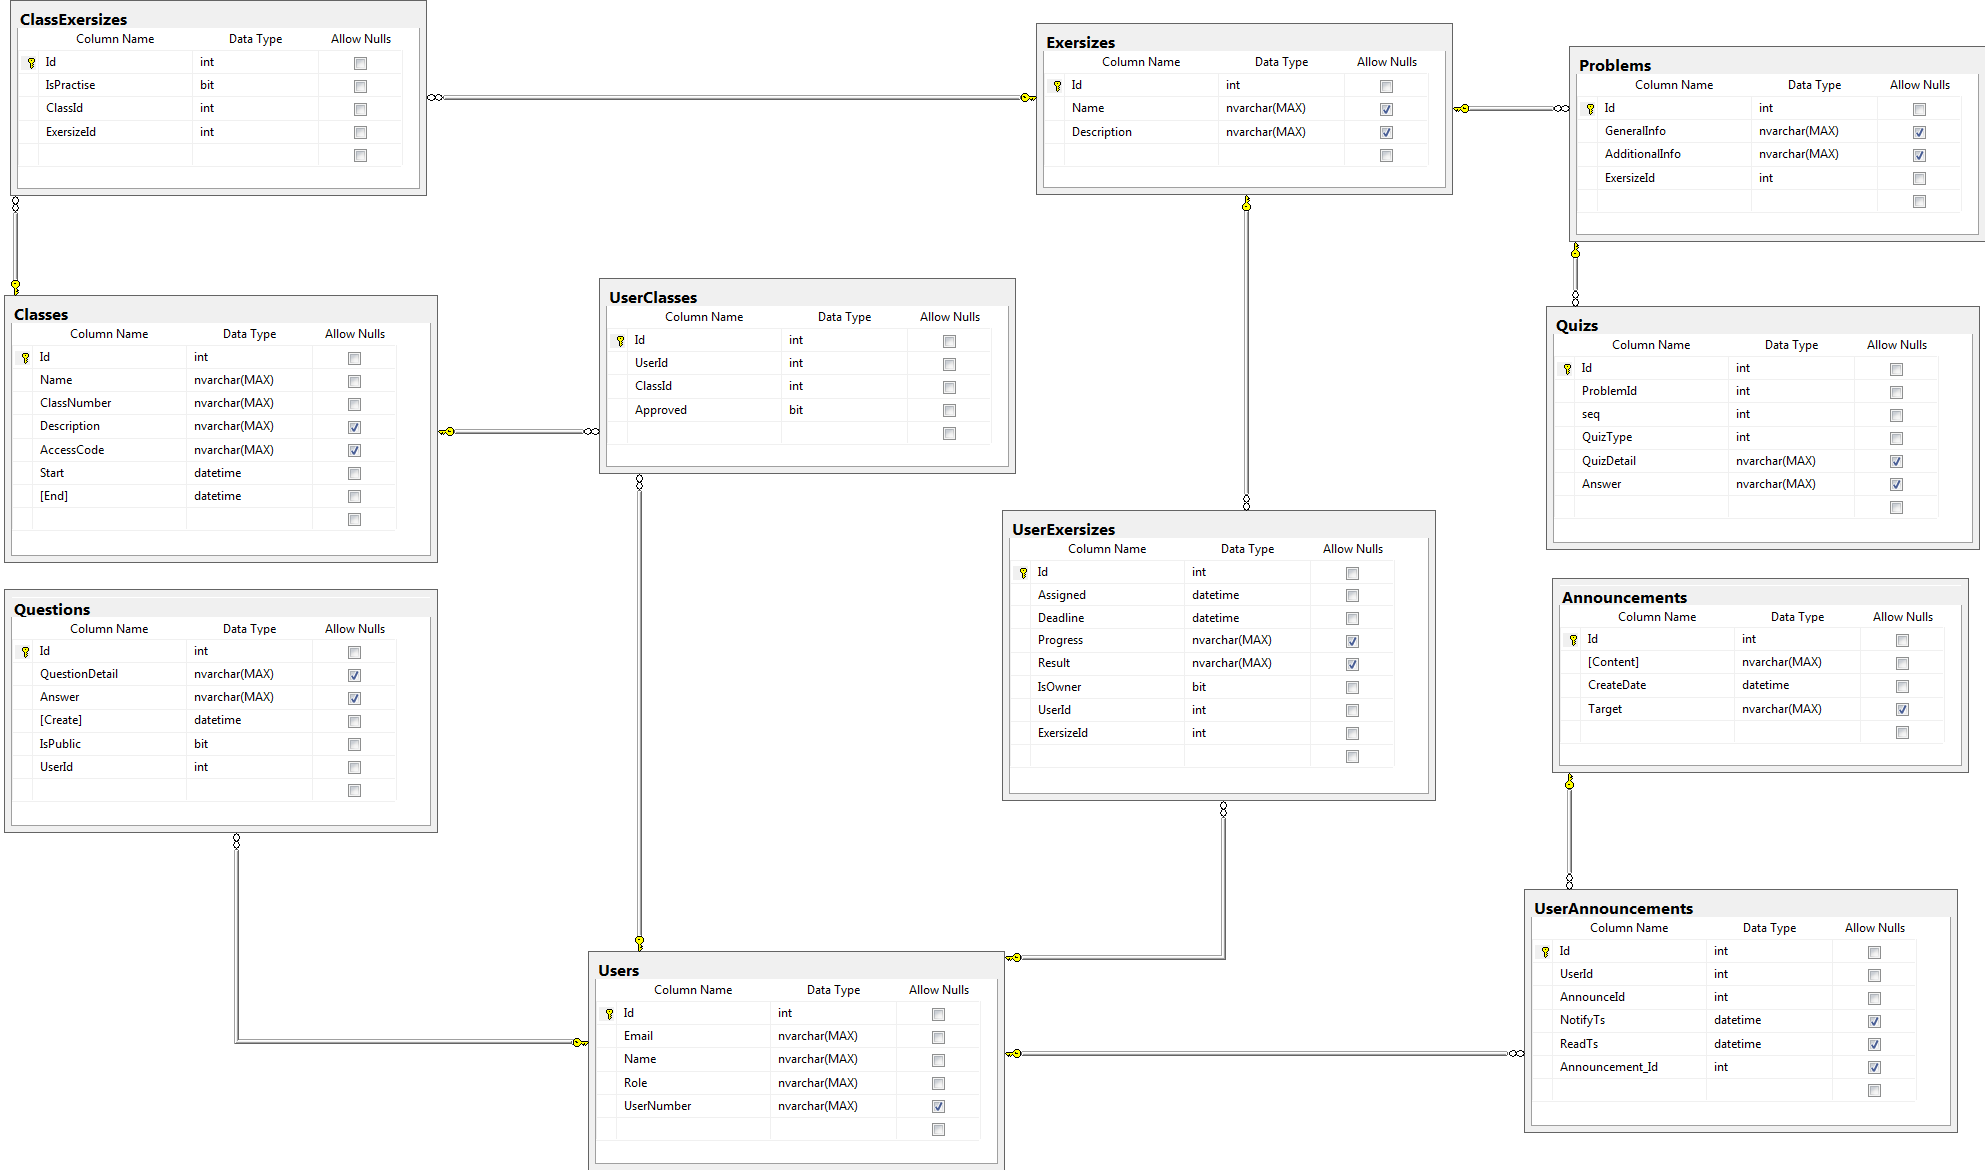 ClassExersizes
Column Name Data Type Allow Nulls
Id int
IsPractise bit
ClassId int
ExersizeId int
Exersizes
Column Name Data Type Allow Nulls
Id int
Name nvarchar(MAX)
Description nvarchar(MAX)
Problems
Column Name Data Type Allow Nulls
Id int
GeneralInfo nvarchar(MAX)
AdditionalInfo nvarchar(MAX)
ExersizeId int
Classes
Column Name Data Type Allow Nulls
Id int
Name nvarchar(MAX)
ClassNumber nvarchar(MAX)
Description nvarchar(MAX)
AccessCode nvarchar(MAX)
Start datetime
[End] datetime
UserClasses
Column Name Data Type Allow Nulls
Id int
UserId int
ClassId int
Approved bit
Quizs
Column Name Data Type Allow Nulls
Id int
ProblemId int
seq int
QuizType int
QuizDetail nvarchar(MAX)
Answer nvarchar(MAX)
UserExersizes
Column Name Data Type Allow Nulls
Id int
Assigned datetime
Deadline datetime
Progress nvarchar(MAX)
Result nvarchar(MAX)
IsOwner bit
UserId int
ExersizeId int
Questions
Column Name Data Type Allow Nulls
Id int
QuestionDetail nvarchar(MAX)
Answer nvarchar(MAX)
[Create] datetime
IsPublic bit
UserId int
Announcements
Column Name Data Type Allow Nulls
Id int
[Content] nvarchar(MAX)
CreateDate datetime
Target nvarchar(MAX)
Users
Column Name Data Type Allow Nulls
Id int
Email nvarchar(MAX)
Name nvarchar(MAX)
Role nvarchar(MAX)
UserNumber nvarchar(MAX)
UserAnnouncements
Column Name Data Type Allow Nulls
Id int
UserId int
AnnounceId int
NotifyTs datetime
ReadTs datetime
Announcement_Id int